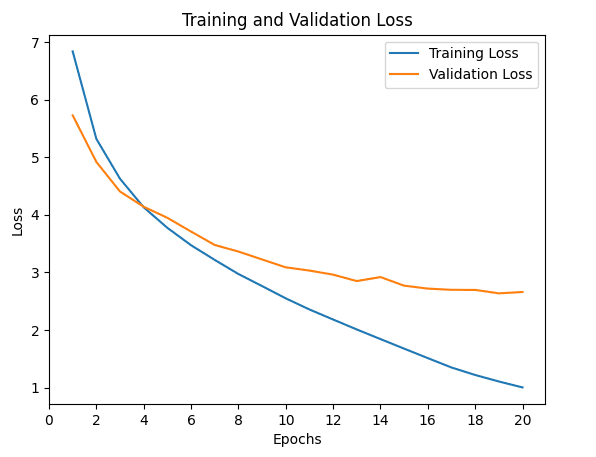 Training and Validation Loss
Training Loss
Validation Loss
7
6
5
4
3
2
1
Loss
0 2 4 6 8 10 12 14 16 18 20
Epochs